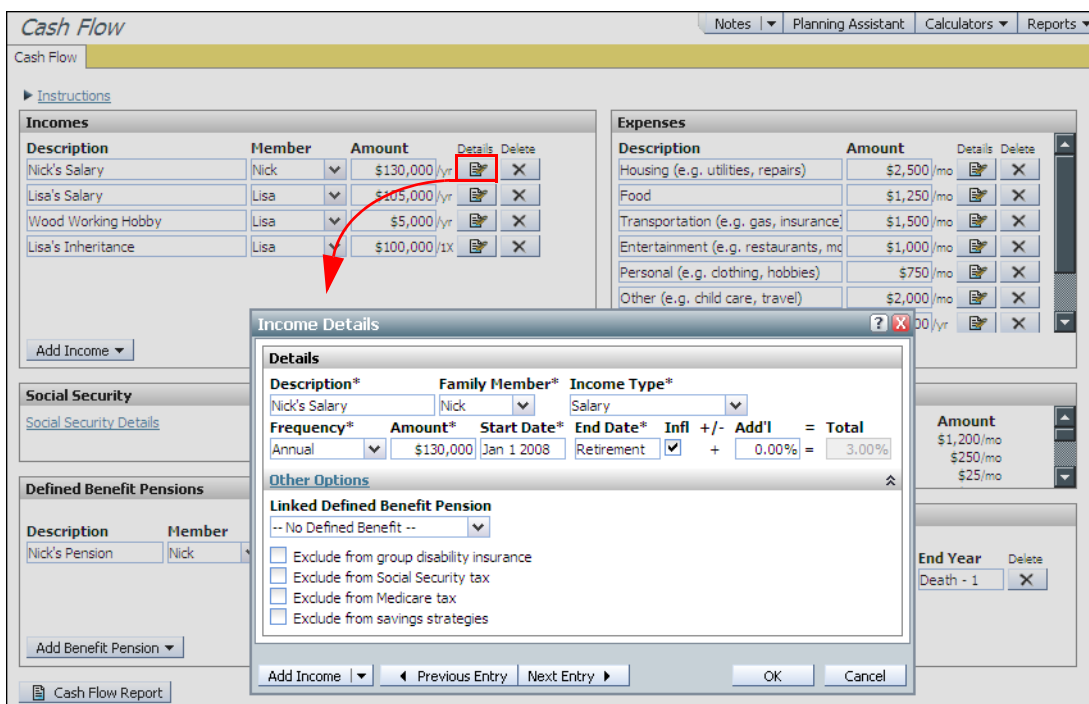 Cash Flow
Notes Planning Assistant Calculators Reports
Cash Flow
Instructions
Incomes
Description Member Amount Details Delete
Nick's Salary Nick $130,000 /yr
Lisa's Salary Lisa $105,000 /yr
Wood Working Hobby Lisa $5,000 /yr
Lisa's Inheritance Lisa $100,000 /1X
Add Income
Expenses
Description Amount Details Delete
Housing (e.g. utilities, repairs) $2,500 /mo
Food $1,250 /mo
Transportation (e.g. gas, insurance) $1,500 /mo
Entertainment (e.g. restaurants, mo $1,000 /mo
Personal (e.g. clothing, hobbies) $750 /mo
Other (e.g. child care, travel) $2,000 /mo
00 /yr
Social Security
Social Security Details
Amount
$1,200/mo
$250/mo
$25/mo
Defined Benefit Pensions
Description Member
Nick's Pension Nick
End Year Delete
Death - 1
Add Benefit Pension
Cash Flow Report
Income Details
Details
Description* Family Member* Income Type*
Nick's Salary Nick Salary
Frequency* Amount* Start Date* End Date* Infl +/- Add'l = Total
Annual $130,000 Jan 1 2008 Retirement + 0.00% = 3.00%
Other Options
Linked Defined Benefit Pension
-- No Defined Benefit --
Exclude from group disability insurance
Exclude from Social Security tax
Exclude from Medicare tax
Exclude from savings strategies
Add Income Previous Entry Next Entry OK Cancel